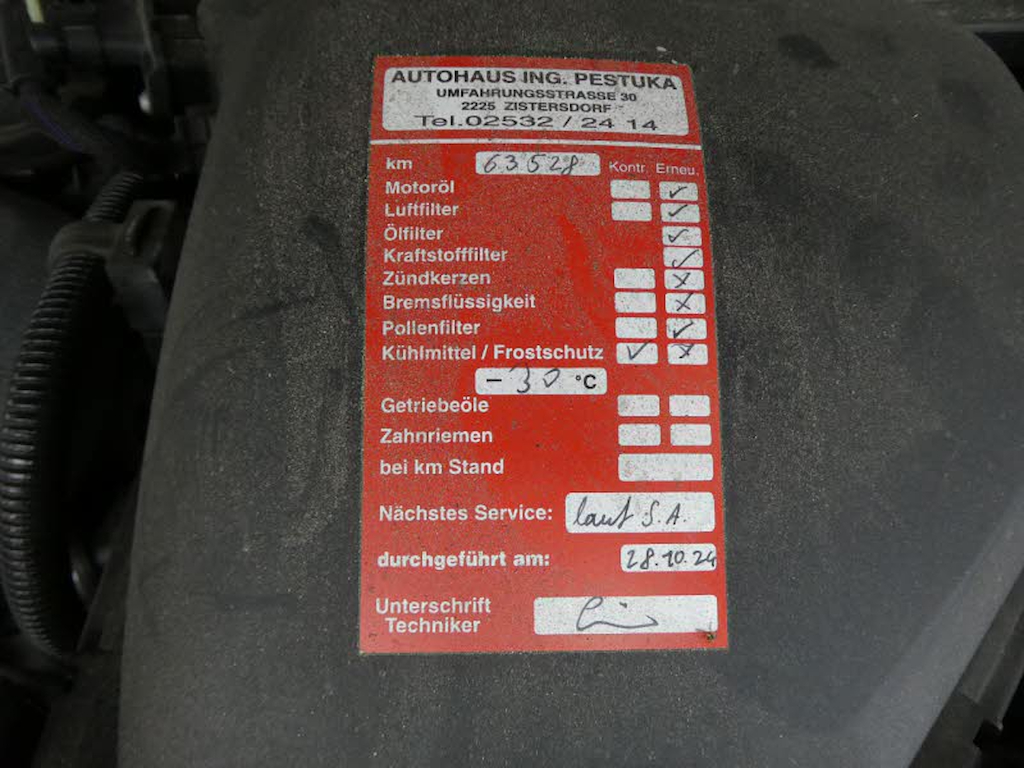 AUTOHAUS ING. PESTUKA
UMFAHRUNGSSTRASSE 30
2225 ZISTERSDORF
Tel.02532 / 24 14
km 63528 Kontr. Erneu.
Motoröl ✓
Luftfilter ✓
Ölfilter ✓
Kraftstofffilter ✓
Zündkerzen x
Bremsflüssigkeit x
Pollenfilter ✓
Kühlmittel / Frostschutz ✓ x
- 30 °C
Getriebeöle
Zahnriemen
bei km Stand
Nächstes Service: laut S.A.
durchgeführt am: 28.10.24
Unterschrift
Techniker